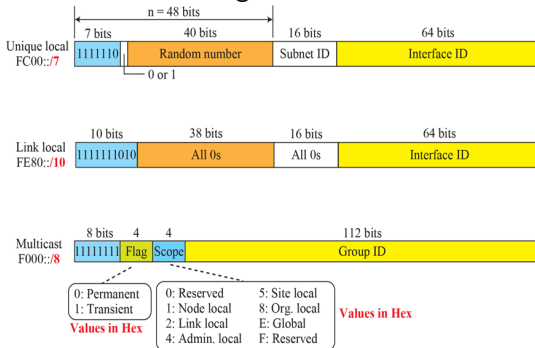 n = 48 bits
7 bits 40 bits 16 bits 64 bits
Unique local
FC00::/7
1111110 Random number Subnet ID Interface ID
0 or 1
10 bits 38 bits 16 bits 64 bits
Link local
FE80::/10
1111111010 All 0s All 0s Interface ID
8 bits 4 4 112 bits
Multicast
F000::/8
11111111 Flag Scope Group ID
0: Permanent
1: Transient
Values in Hex
0: Reserved 5: Site local
1: Node local 8: Org. local
2: Link local E: Global
4: Admin. local F: Reserved
Values in Hex